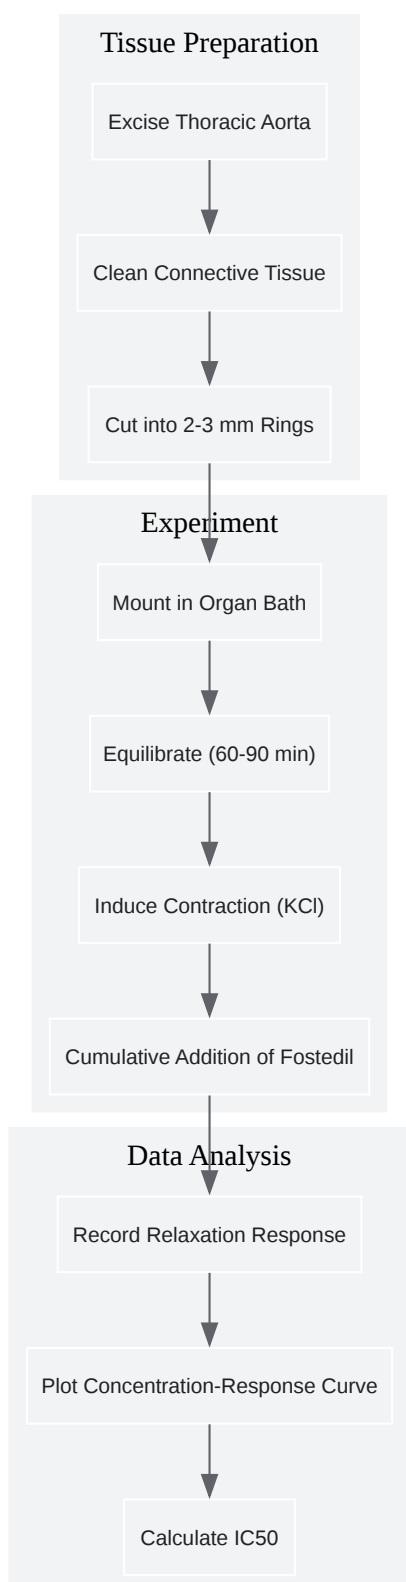 Tissue Preparation
Excise Thoracic Aorta
Clean Connective Tissue
Cut into 2-3 mm Rings
Experiment
Mount in Organ Bath
Equilibrate (60-90 min)
Induce Contraction (KCl)
Cumulative Addition of Fostedil
Data Analysis
Record Relaxation Response
Plot Concentration-Response Curve
Calculate IC50